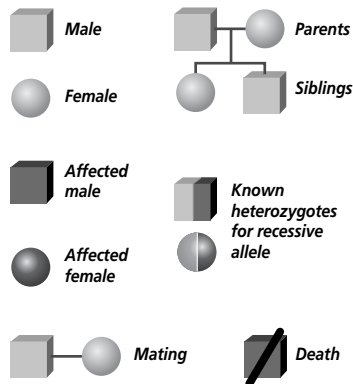 Male
Female
Affected
male
Affected
female
Mating
Parents
Siblings
Known
heterozygotes
for recessive
allele
Death